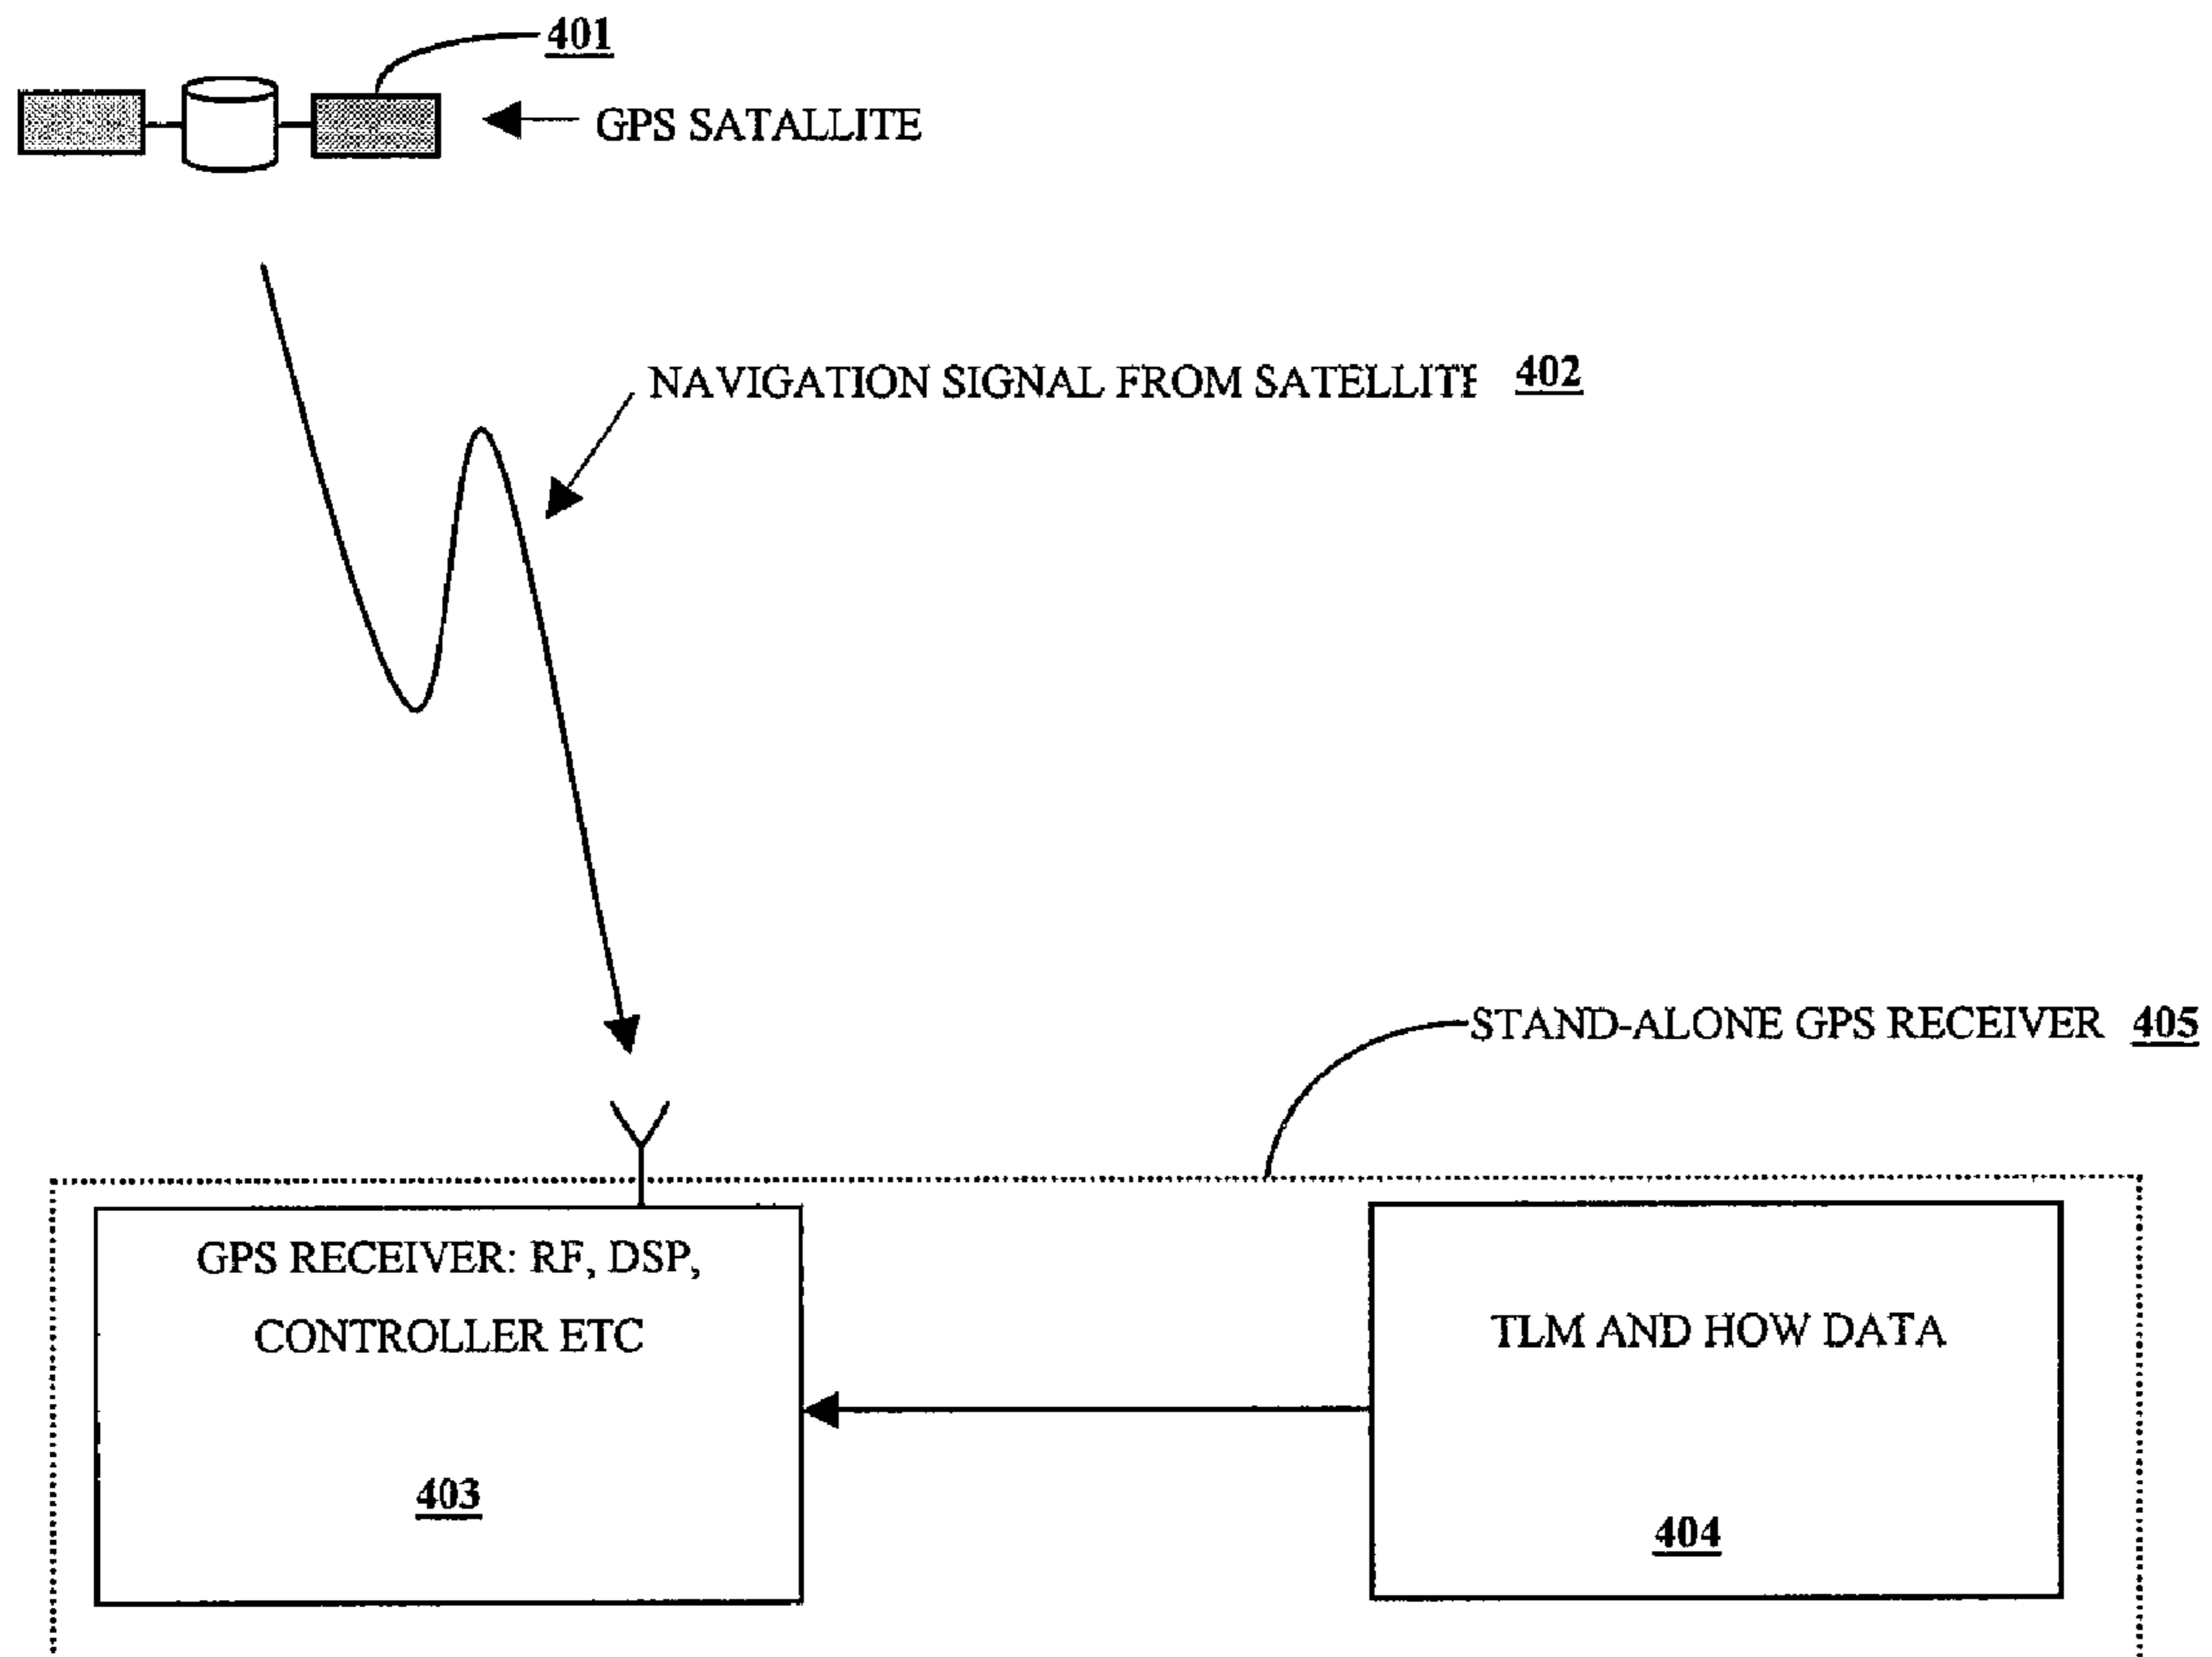 401
GPS SATALLITE
NAVIGATION SIGNAL FROM SATELLITE 402
STAND-ALONE GPS RECEIVER 405
GPS RECEIVER: RF, DSP,
CONTROLLER ETC
403
TLM AND HOW DATA
404